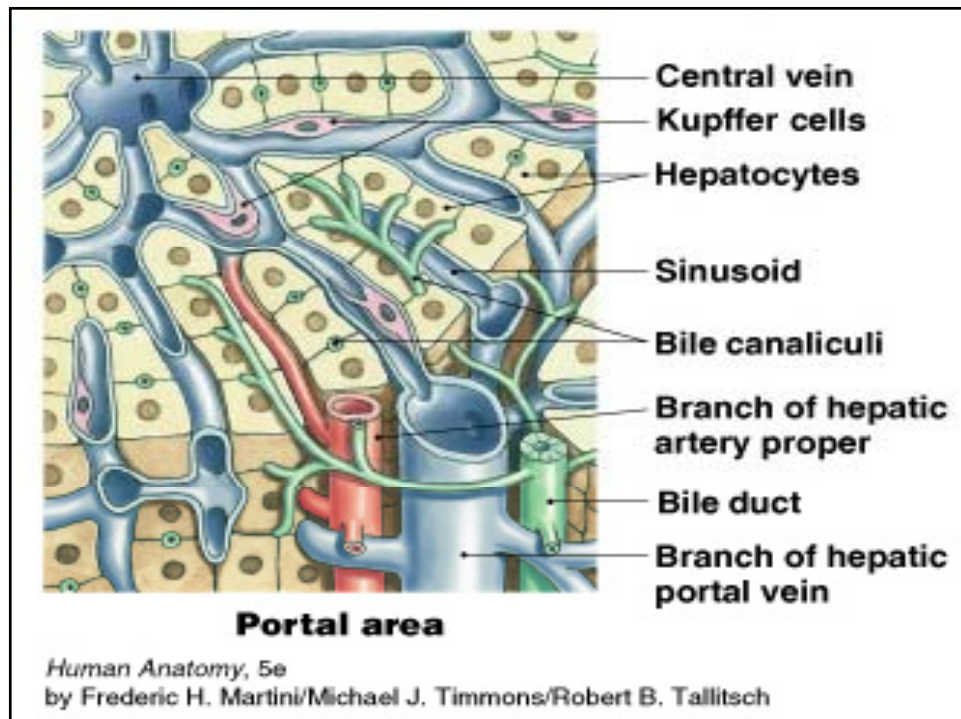 Central vein
Kupffer cells
Hepatocytes
Sinusoid
Bile canaliculi
Branch of hepatic
artery proper
Bile duct
Branch of hepatic
portal vein
Portal area
Human Anatomy, 5e
by Frederic H. Martini/Michael J. Timmons/Robert B. Tallitsch